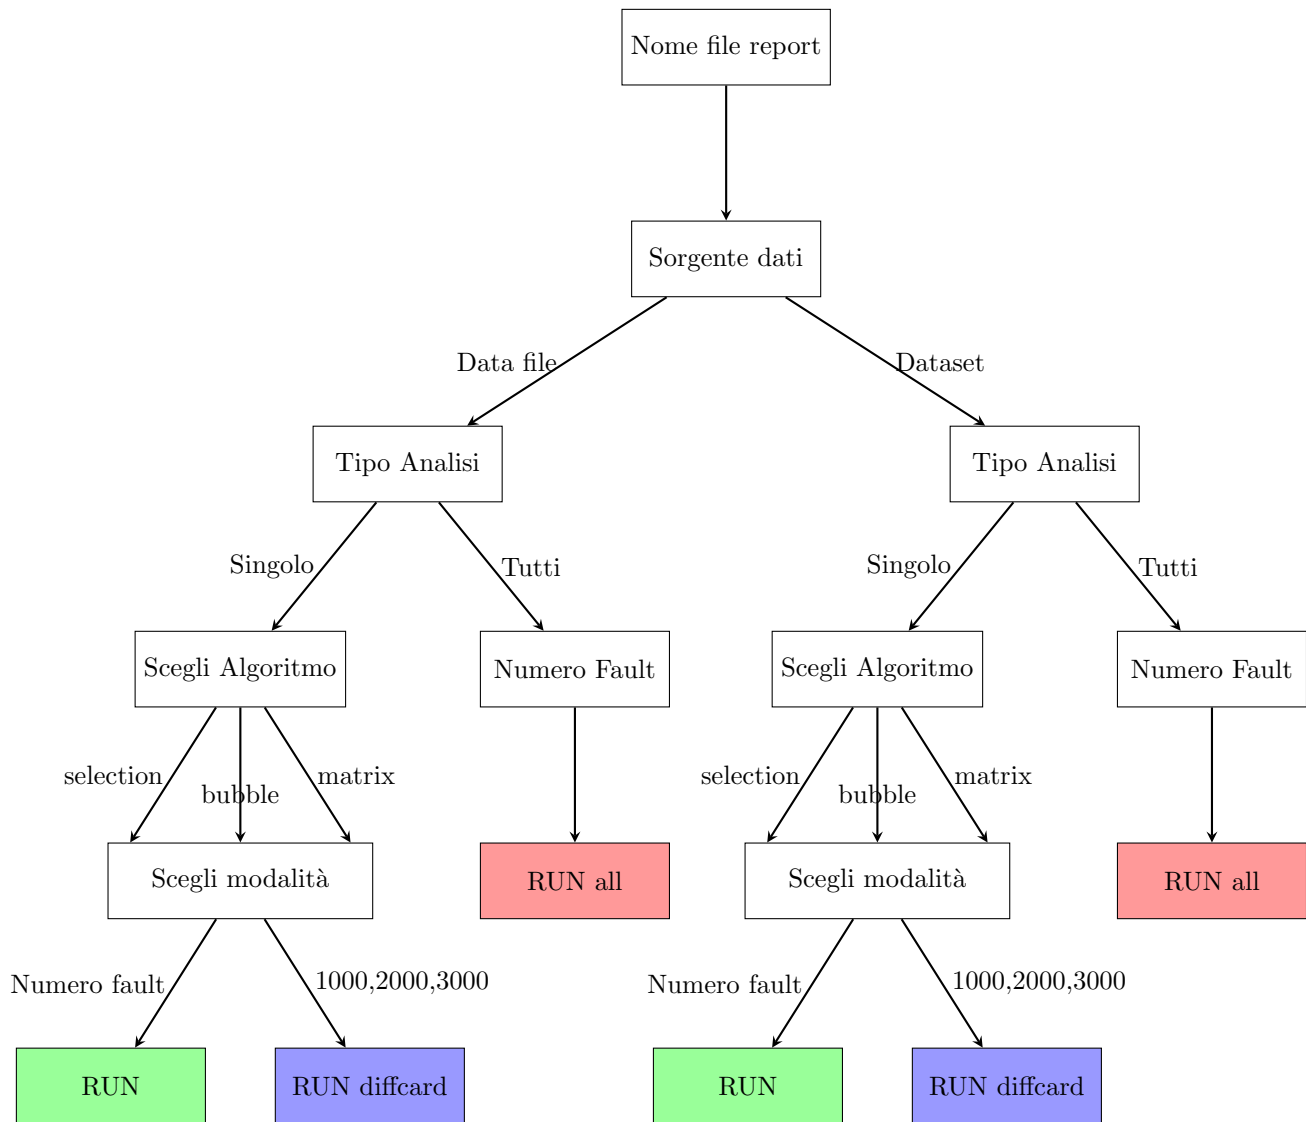 Nome file report
Sorgente dati
Data file
Dataset
Tipo Analisi
Tipo Analisi
Singolo
Tutti
Singolo
Tutti
Scegli Algoritmo
Numero Fault
Scegli Algoritmo
Numero Fault
selection
bubble
matrix
selection
bubble
matrix
Scegli modalità
RUN all
Scegli modalità
RUN all
Numero fault
1000,2000,3000
Numero fault
1000,2000,3000
RUN
RUN diffcard
RUN
RUN diffcard